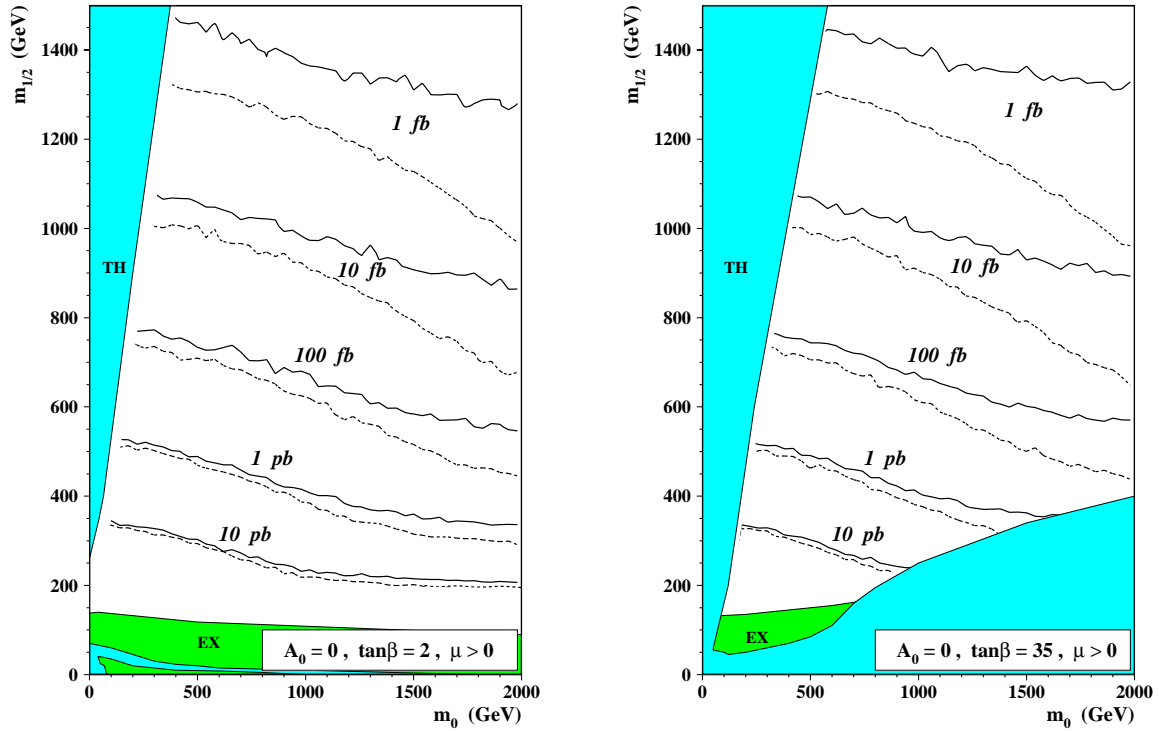 m1/2 (GeV)
1400
1200
1000
800
600
400
200
0
0 500 1000 1500 2000
m0 (GeV)
TH
EX
1 fb
10 fb
100 fb
1 pb
10 pb
A0 = 0 , tanβ = 2 , μ > 0
m1/2 (GeV)
1400
1200
1000
800
600
400
200
0
0 500 1000 1500 2000
m0 (GeV)
TH
EX
1 fb
10 fb
100 fb
1 pb
10 pb
A0 = 0 , tanβ = 35 , μ > 0